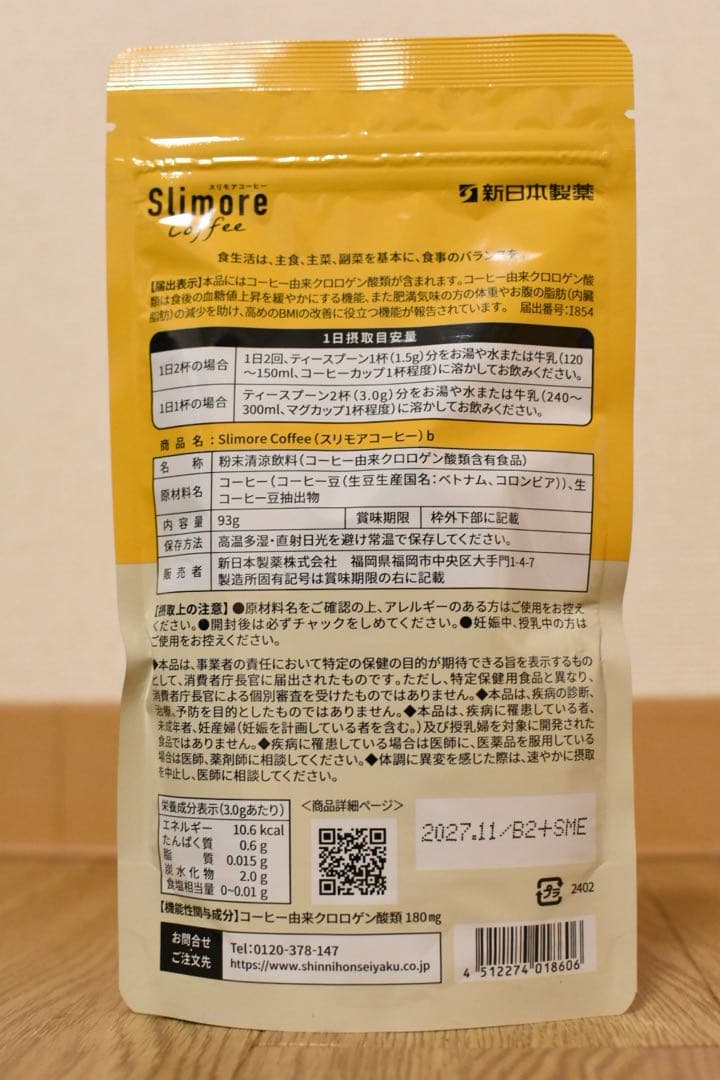 スリモアコーヒー
Slimore
Coffee
新日本製薬
食生活は、主食、主菜、副菜を基本に、食事のバランスを。
【届出表示】本品にはコーヒー由来クロロゲン酸類が含まれます。コーヒー由来クロロゲン酸
類は食後の血糖値上昇を緩やかにする機能、また肥満気味の方の体重やお腹の脂肪(内臓
脂肪)の減少を助け、高めのBMIの改善に役立つ機能が報告されています。 届出番号:I854
1日摂取目安量
1日2杯の場合 1日2回、ティースプーン1杯(1.5g)分をお湯や水または牛乳(120
～150ml、コーヒーカップ1杯程度)に溶かしてお飲みください。
1日1杯の場合 ティースプーン2杯(3.0g)分をお湯や水または牛乳(240～
300ml、マグカップ1杯程度)に溶かしてお飲みください。
商品名:Slimore Coffee(スリモアコーヒー)b
名称 粉末清涼飲料(コーヒー由来クロロゲン酸類含有食品)
原材料名 コーヒー(コーヒー豆(生豆生産国名:ベトナム、コロンビア))、生
コーヒー豆抽出物
内容量 93g 賞味期限 枠外下部に記載
保存方法 高温多湿・直射日光を避け常温で保存してください。
販売者 新日本製薬株式会社 福岡県福岡市中央区大手門1-4-7
製造所固有記号は賞味期限の右に記載
【摂取上の注意】●原材料名をご確認の上、アレルギーのある方はご使用をお控え
ください。●開封後は必ずチャックをしめてください。●妊娠中、授乳中の方は
ご使用をお控えください。
◆本品は、事業者の責任において特定の保健の目的が期待できる旨を表示するもの
として、消費者庁長官に届出されたものです。ただし、特定保健用食品と異なり、
消費者庁長官による個別審査を受けたものではありません。◆本品は、疾病の診断、
治療、予防を目的としたものではありません。◆本品は、疾病に罹患している者、
未成年者、妊産婦(妊娠を計画している者を含む。)及び授乳婦を対象に開発された
食品ではありません。◆疾病に罹患している場合は医師に、医薬品を服用している
場合は医師、薬剤師に相談してください。◆体調に異変を感じた際は、速やかに摂取
を中止し、医師に相談してください。
栄養成分表示(3.0gあたり)
エネルギー 10.6 kcal
たんぱく質 0.6 g
脂質 0.015 g
炭水化物 2.0 g
食塩相当量 0~0.01 g
<商品詳細ページ>
2027.11/B2+SME
プラ
2402
【機能性関与成分】コーヒー由来クロロゲン酸類 180mg
お問合せ・
ご注文先
Tel:0120-378-147
https://www.shinnihonseiyaku.co.jp
4 512274 018606